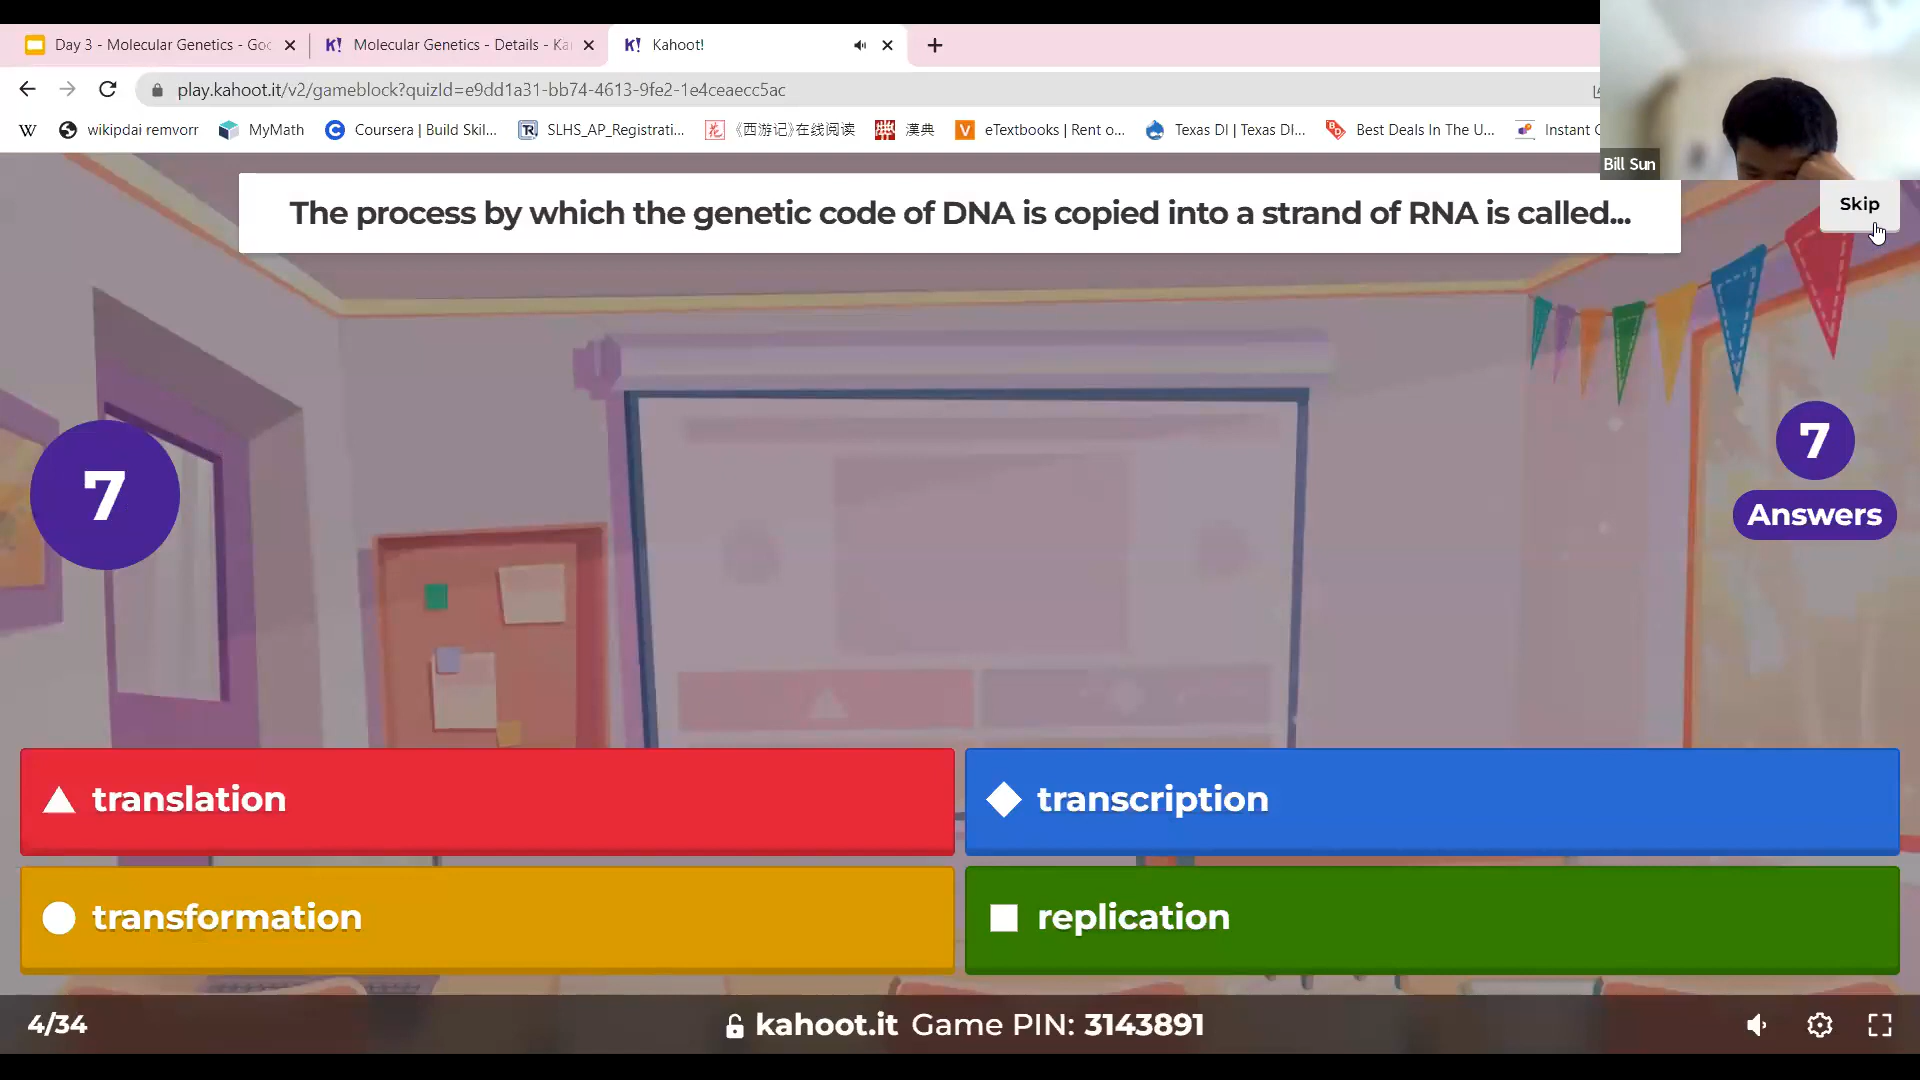 Day 3 - Molecular Genetics - Goo
K! Molecular Genetics - Details - Ka
K! Kahoot!
play.kahoot.it/v2/gameblock?quizId=e9dd1a31-bb74-4613-9fe2-1e4ceaecc5ac
W wikipdai remvorr MyMath Coursera | Build Skil... SLHS_AP_Registrati... 《西游记》在线阅读 漢典 eTextbooks | Rent o... Texas DI | Texas DI... Best Deals In The U... Instant
Bill Sun
The process by which the genetic code of DNA is copied into a strand of RNA is called...
Skip
7
7
Answers
translation
transcription
transformation
replication
4/34
kahoot.it Game PIN: 3143891